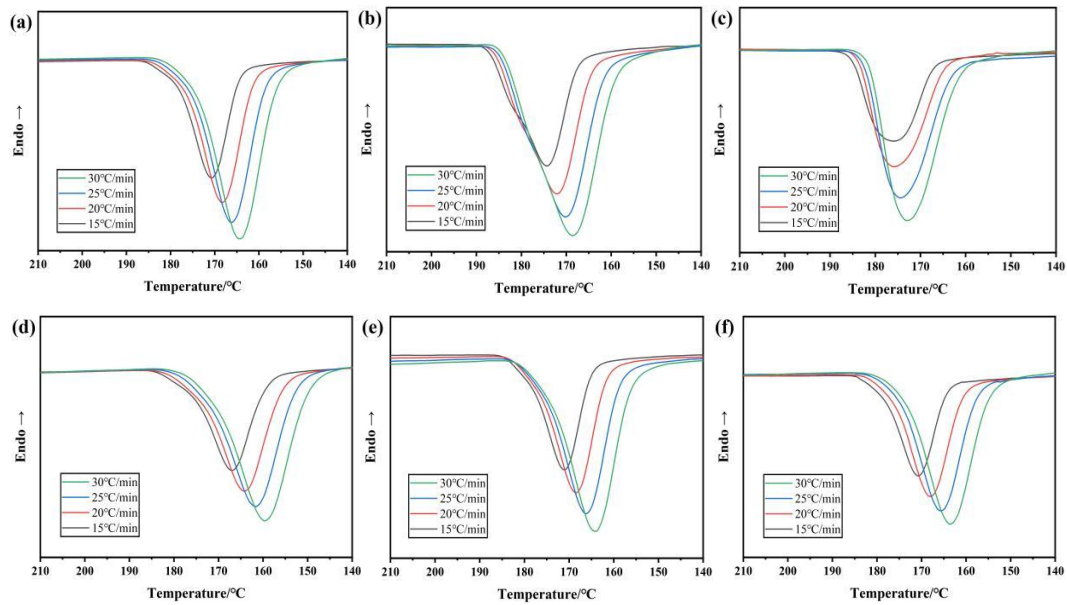 (a)
Endo →
30℃/min
25℃/min
20℃/min
15℃/min
210 200 190 180 170 160 150 140
Temperature/℃
(b)
Endo →
30℃/min
25℃/min
20℃/min
15℃/min
210 200 190 180 170 160 150 140
Temperature/℃
(c)
Endo →
30℃/min
25℃/min
20℃/min
15℃/min
210 200 190 180 170 160 150 140
Temperature/℃
(d)
Endo →
30℃/min
25℃/min
20℃/min
15℃/min
210 200 190 180 170 160 150 140
Temperature/℃
(e)
Endo →
30℃/min
25℃/min
20℃/min
15℃/min
210 200 190 180 170 160 150 140
Temperature/℃
(f)
Endo →
30℃/min
25℃/min
20℃/min
15℃/min
210 200 190 180 170 160 150 140
Temperature/℃